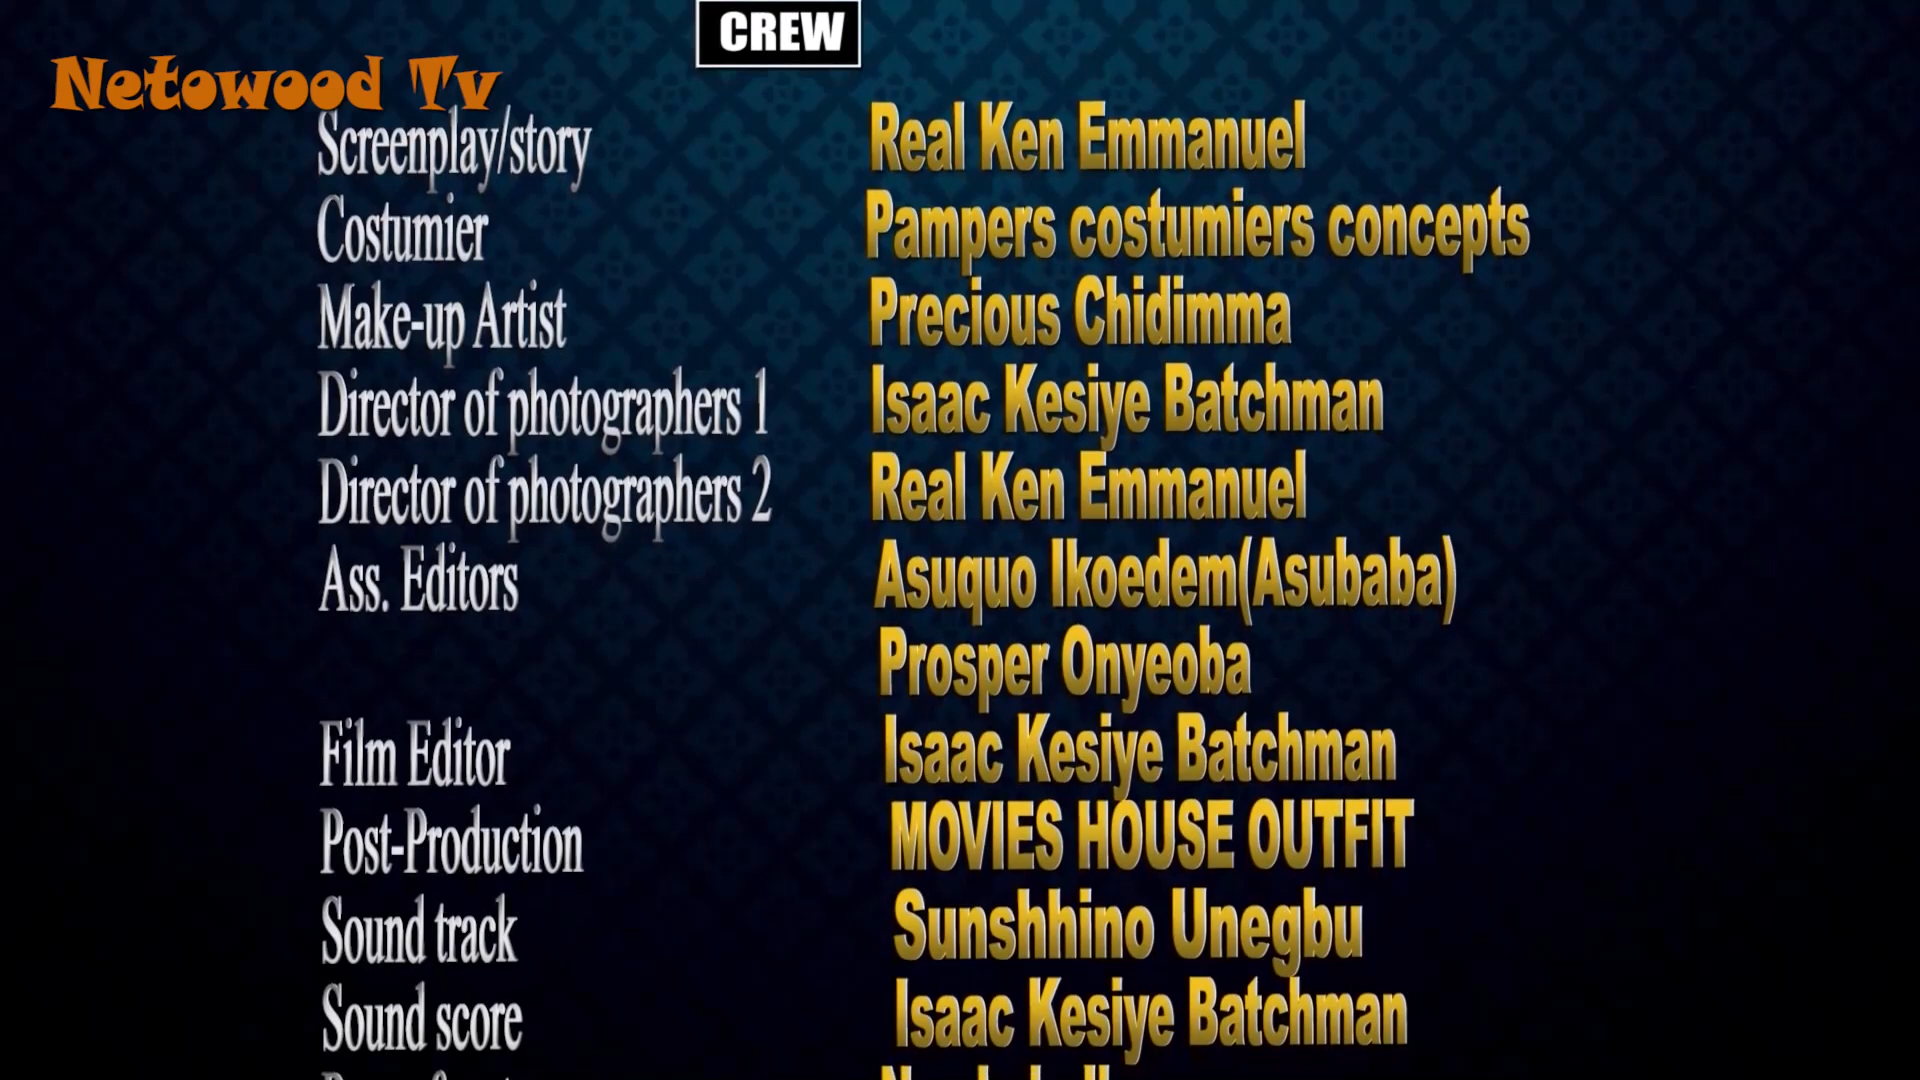 CREW
Netowood Tv
Screenplay/story Real Ken Emmanuel
Costumier Pampers costumiers concepts
Make-up Artist Precious Chidimma
Director of photographers 1 Isaac Kesiye Batchman
Director of photographers 2 Real Ken Emmanuel
Ass. Editors Asuquo Ikoedem(Asubaba)
Prosper Onyeoba
Film Editor Isaac Kesiye Batchman
Post-Production MOVIES HOUSE OUTFIT
Sound track Sunshhino Unegbu
Sound score Isaac Kesiye Batchman